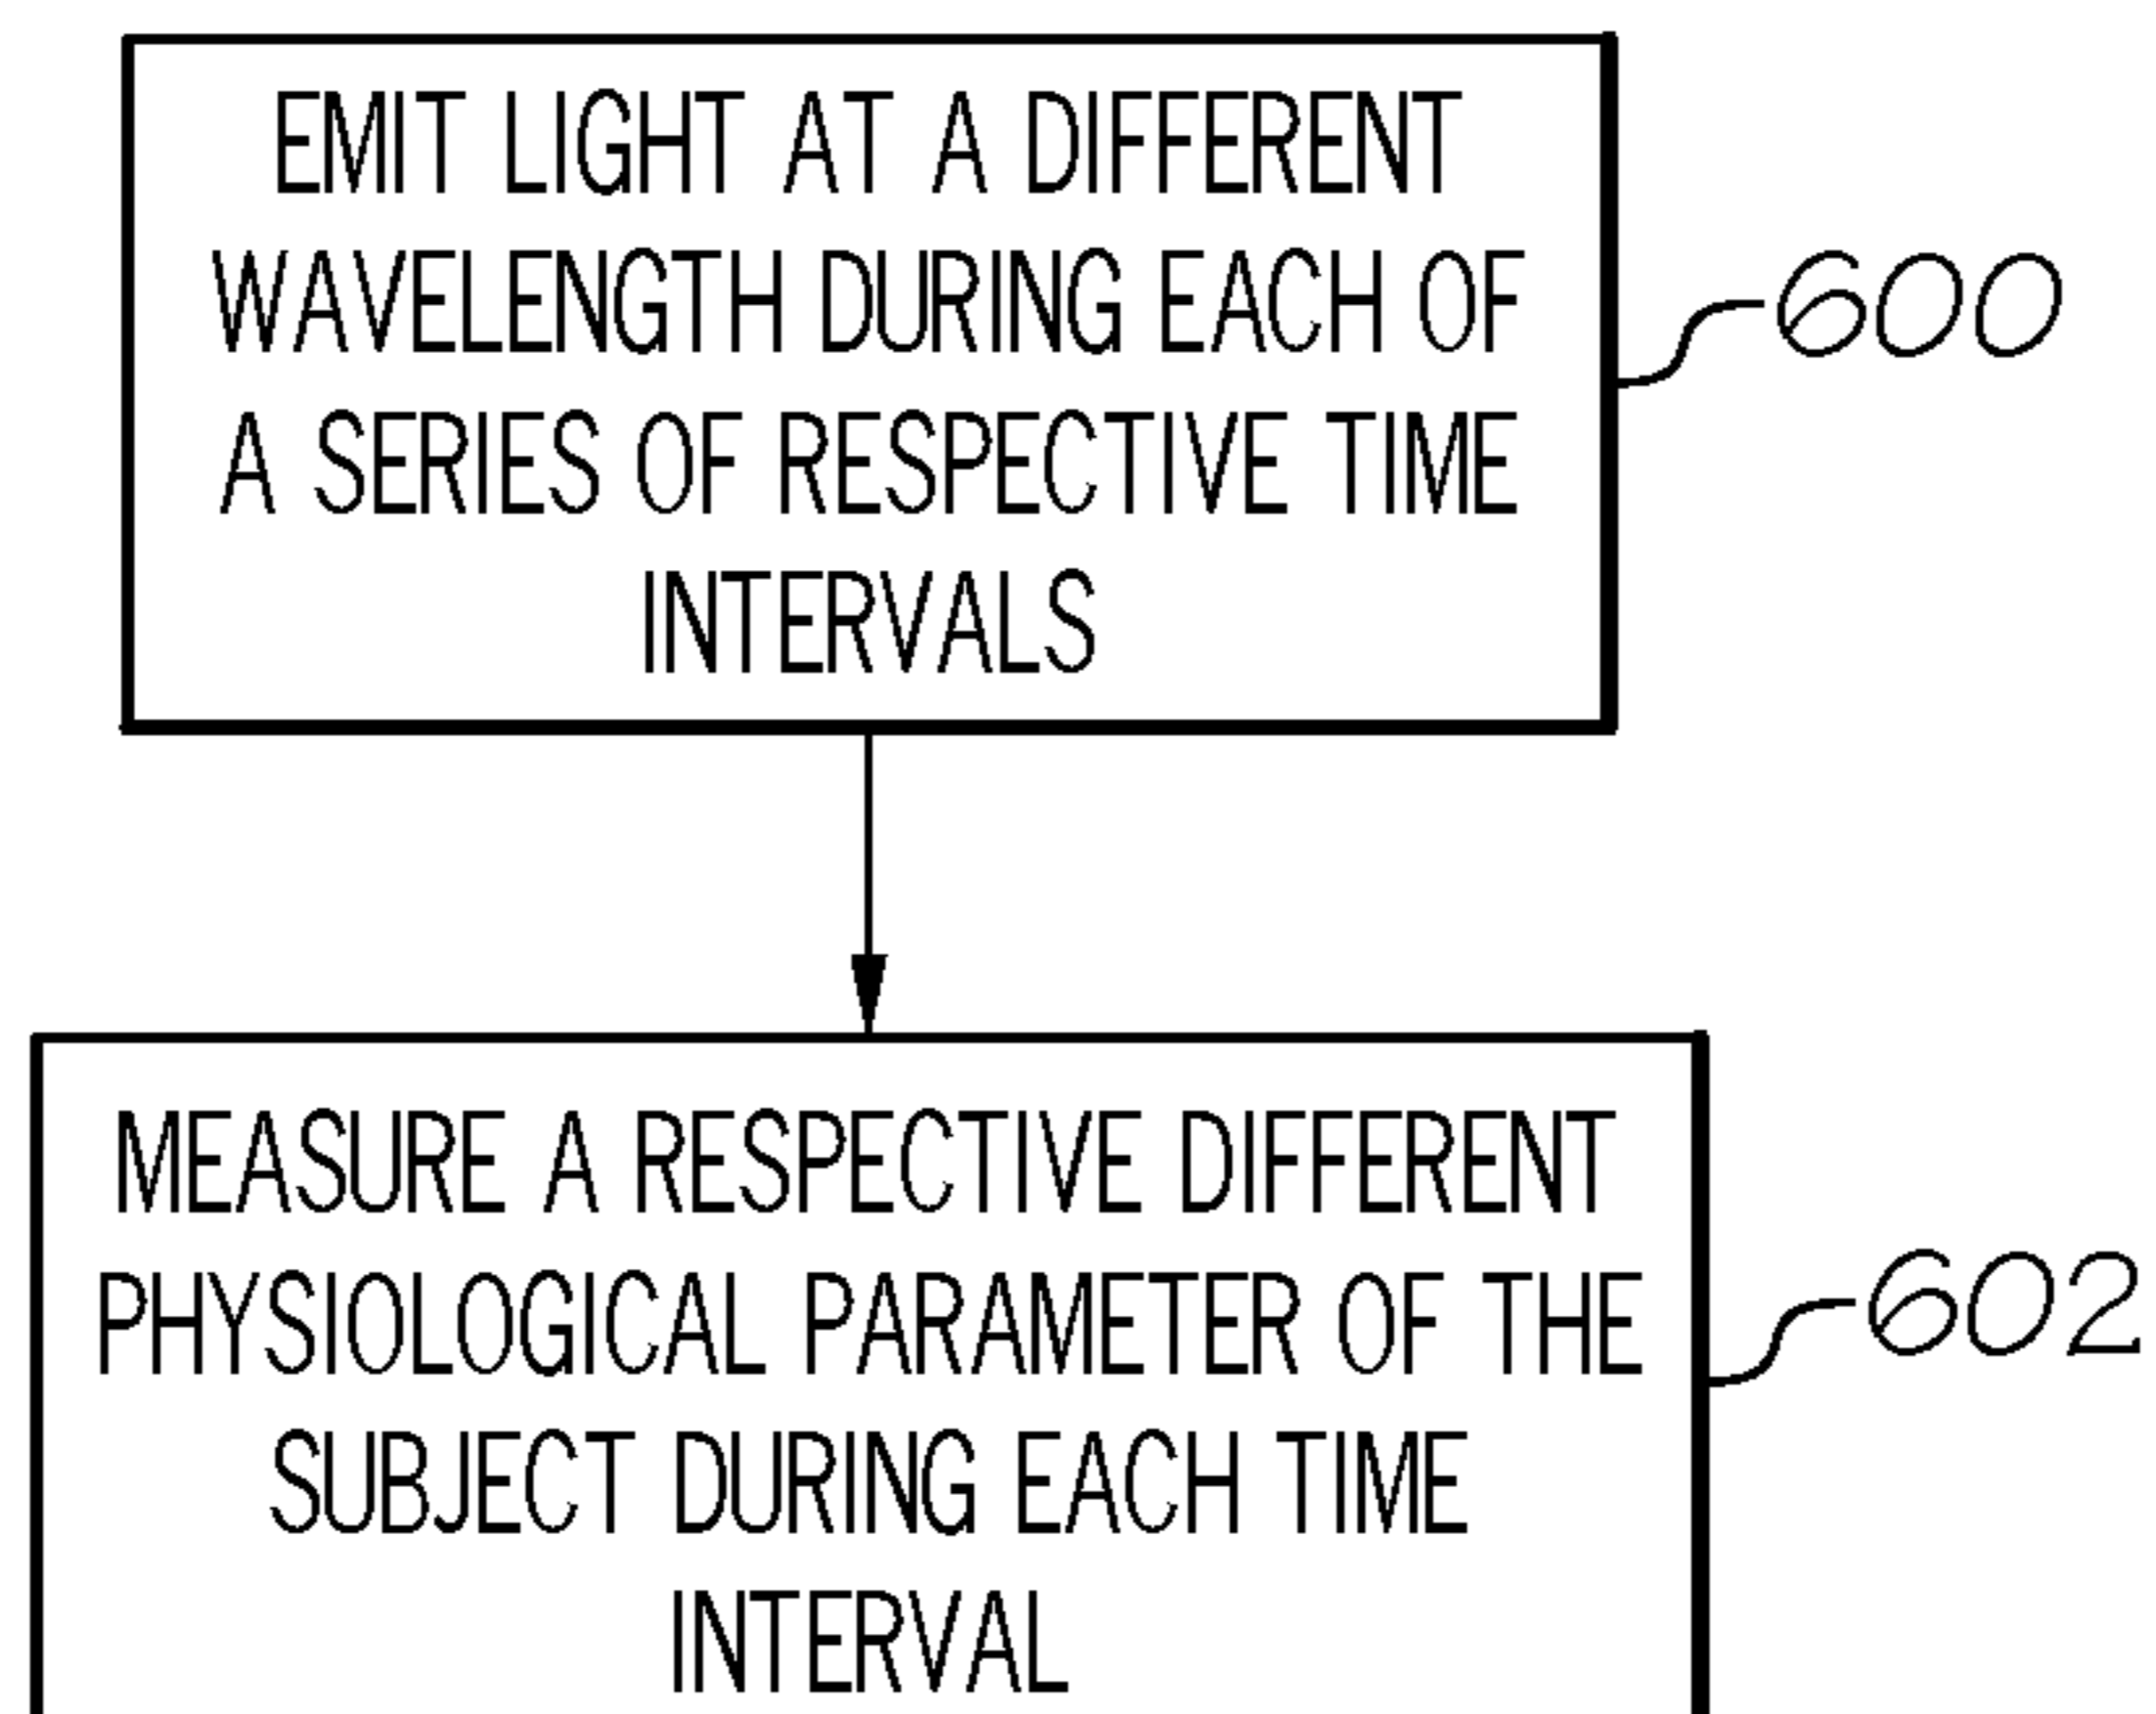 EMIT LIGHT AT A DIFFERENT
WAVELENGTH DURING EACH OF
A SERIES OF RESPECTIVE TIME
INTERVALS
600
MEASURE A RESPECTIVE DIFFERENT
PHYSIOLOGICAL PARAMETER OF THE
SUBJECT DURING EACH TIME
INTERVAL
602